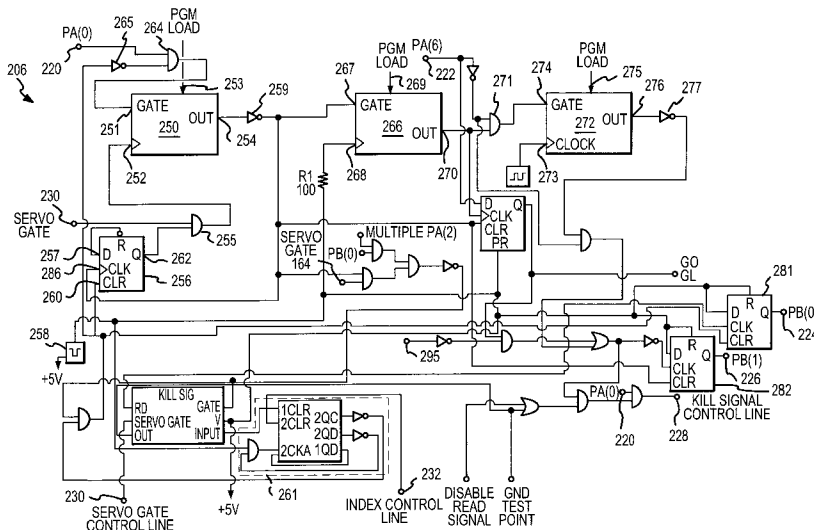 PA(0)
265
264
PGM
LOAD
220
206
253
259
GATE
OUT
250
251
254
252
267
PGM
LOAD
269
GATE
266
OUT
268
270
R1
100
PA(6)
222
271
274
PGM
LOAD
275
276
277
GATE
OUT
272
CLOCK
273
230
SERVO
GATE
255
257
R
D
Q
262
286
CLK
256
260
CLR
258
+5V
SERVO
GATE
164
MULTIPLE PA(2)
PB(0)
D
Q
CLK
CLR
PR
GO
GL
281
R
D
Q
CLK
CLR
PB(0)
224
295
R
D
Q
CLK
CLR
PB(1)
226
282
KILL SIGNAL
CONTROL LINE
PA(0)
220
228
KILL SIG
RD
GATE
SERVO GATE
V
OUT
INPUT
1CLR
2CLR
2QC
2QD
2CKA
1QD
261
230
SERVO GATE
CONTROL LINE
+5V
INDEX CONTROL
LINE
232
DISABLE
READ
SIGNAL
GND
TEST
POINT